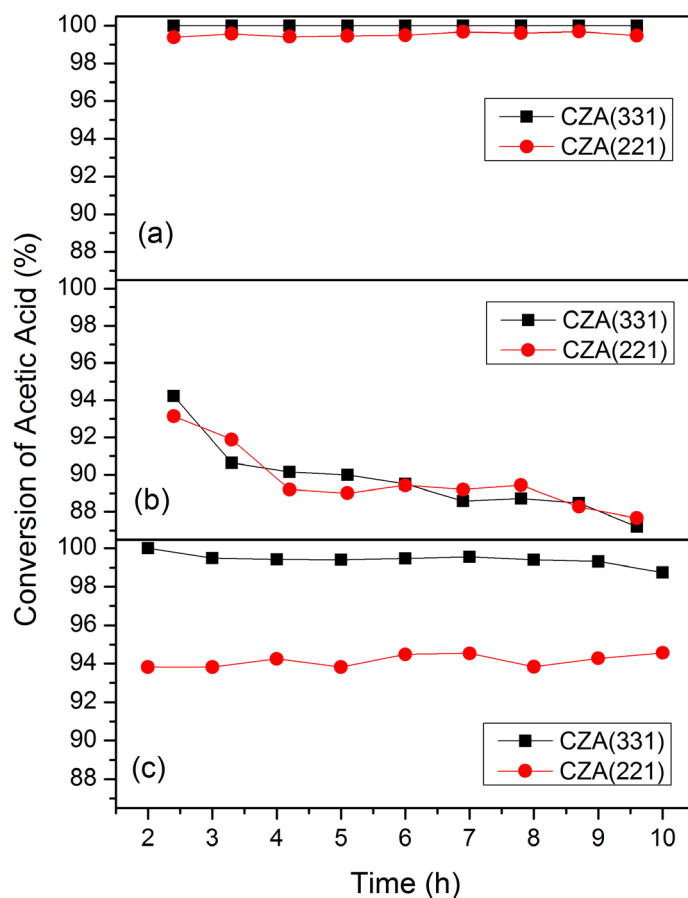 Conversion of Acetic Acid (%)
100
98
96
94
92
90
88
CZA(331)
CZA(221)
(a)
100
98
96
94
92
90
88
CZA(331)
CZA(221)
(b)
100
98
96
94
92
90
88
CZA(331)
CZA(221)
(c)
2 3 4 5 6 7 8 9 10
Time (h)